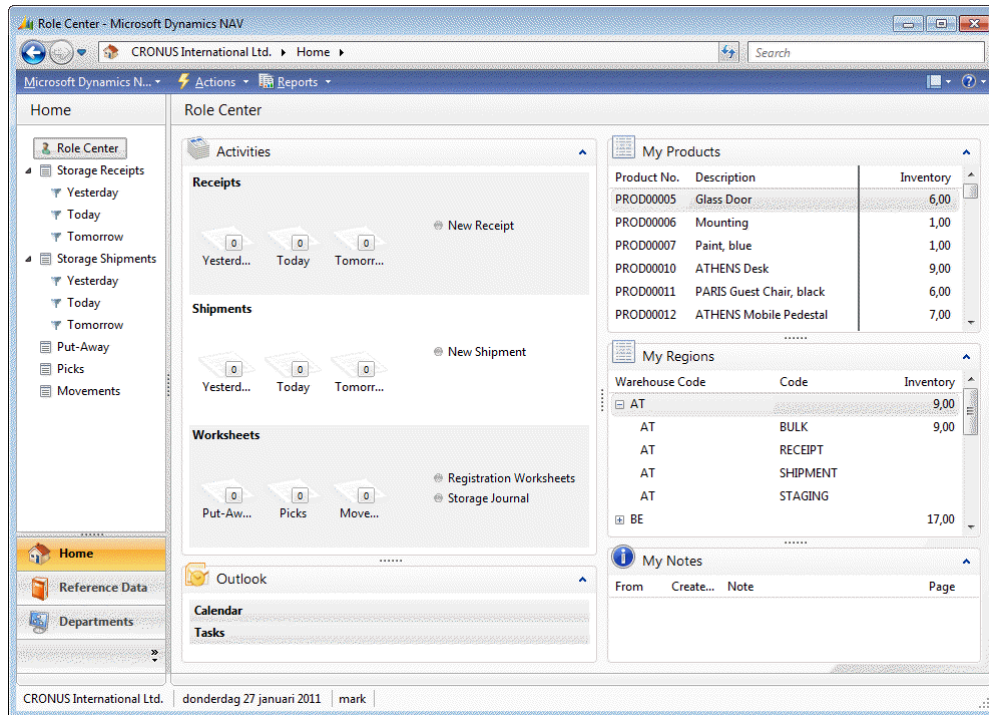 Role Center - Microsoft Dynamics NAV
CRONUS International Ltd. Home
Search
Microsoft Dynamics N... Actions Reports
Home
Role Center
Storage Receipts
Yesterday
Today
Tomorrow
Storage Shipments
Yesterday
Today
Tomorrow
Put-Away
Picks
Movements
Home
Reference Data
Departments
Role Center
Activities
Receipts
0 0 0
Yesterd... Today Tomorr...
New Receipt
Shipments
0 0 0
Yesterd... Today Tomorr...
New Shipment
Worksheets
0 0 0
Put-Aw... Picks Move...
Registration Worksheets
Storage Journal
Outlook
Calendar
Tasks
My Products
Product No. Description Inventory
PROD00005 Glass Door 6,00
PROD00006 Mounting 1,00
PROD00007 Paint, blue 1,00
PROD00010 ATHENS Desk 9,00
PROD00011 PARIS Guest Chair, black 6,00
PROD00012 ATHENS Mobile Pedestal 7,00
My Regions
Warehouse Code Code Inventory
AT 9,00
AT BULK 9,00
AT RECEIPT
AT SHIPMENT
AT STAGING
BE 17,00
My Notes
From Create... Note Page
CRONUS International Ltd. donderdag 27 januari 2011 mark